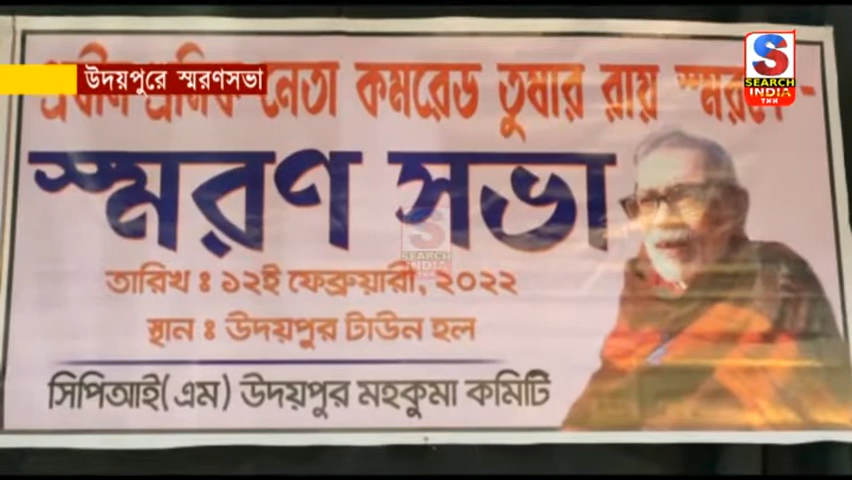 উদয়পুরে স্মরণসভা
SEARCH
INDIA
নেতা কমরেড তুষার রায় স্মরণে -
স্মরণ সভা
তারিখ : ১২ই ফেব্রুয়ারী, ২০২২
স্থান : উদয়পুর টাউন হল
সিপিআই(এম) উদয়পুর মহকুমা কমিটি